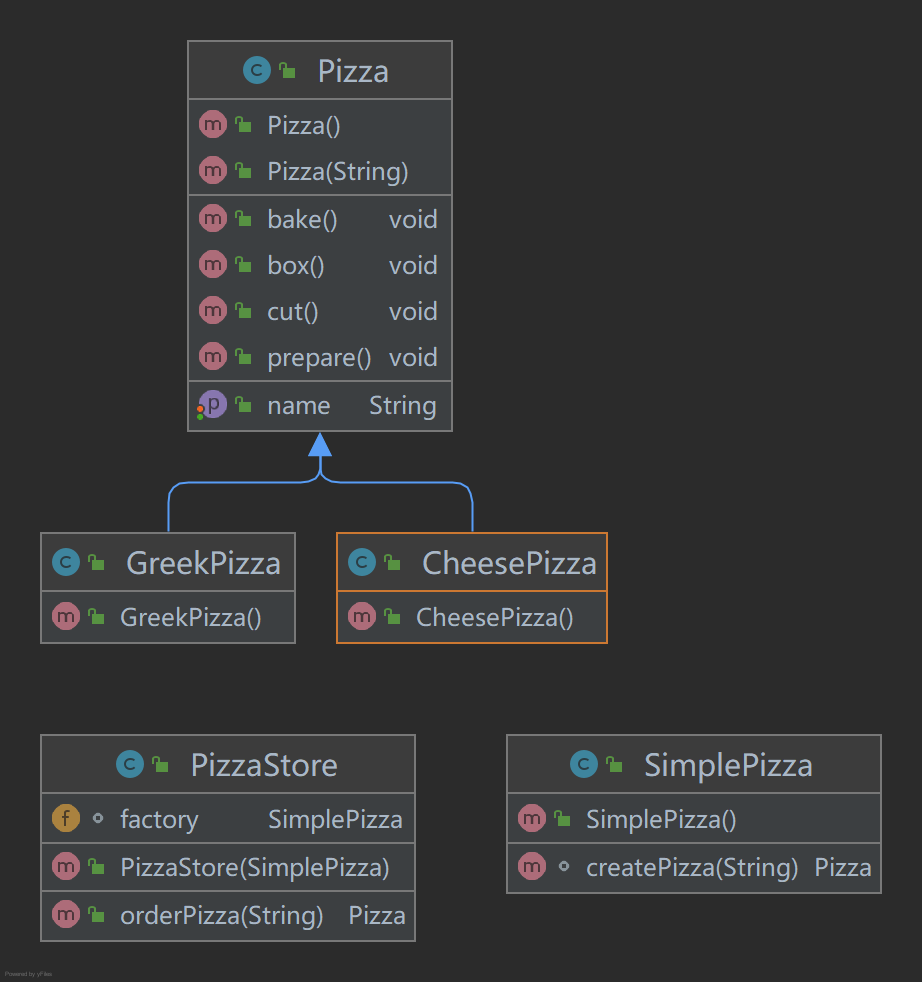 Pizza
Pizza()
Pizza(String)
bake() void
box() void
cut() void
prepare() void
name String
GreekPizza
GreekPizza()
CheesePizza
CheesePizza()
PizzaStore
factory SimplePizza
PizzaStore(SimplePizza)
orderPizza(String) Pizza
SimplePizza
SimplePizza()
createPizza(String) Pizza
Powered by yFiles